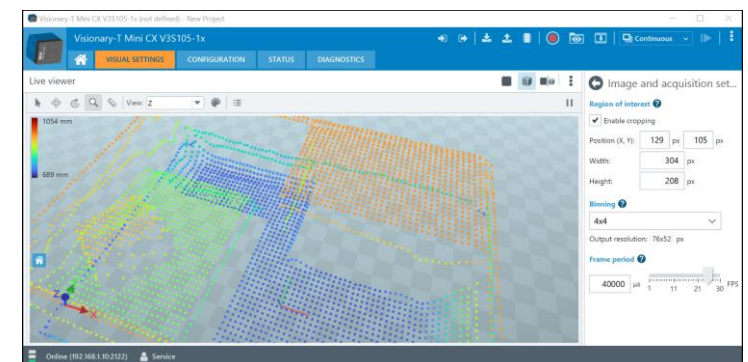 Visionary-T Mini CX V3S105-1x (not defined) - New Project
Visionary-T Mini CX V3S105-1x
Continuous
VISUAL SETTINGS CONFIGURATION STATUS DIAGNOSTICS
Live viewer
Image and acquisition set...
View: Z
Region of interest
1054 mm
Enable cropping
Position (X, Y): 129 px 105 px
Width: 304 px
689 mm
Height: 208 px
Binning
4x4
Output resolution: 76x52 px
Frame period
40000 µs 1 11 21 30 FPS
Z
X
Online (192.168.1.10:2122) Service